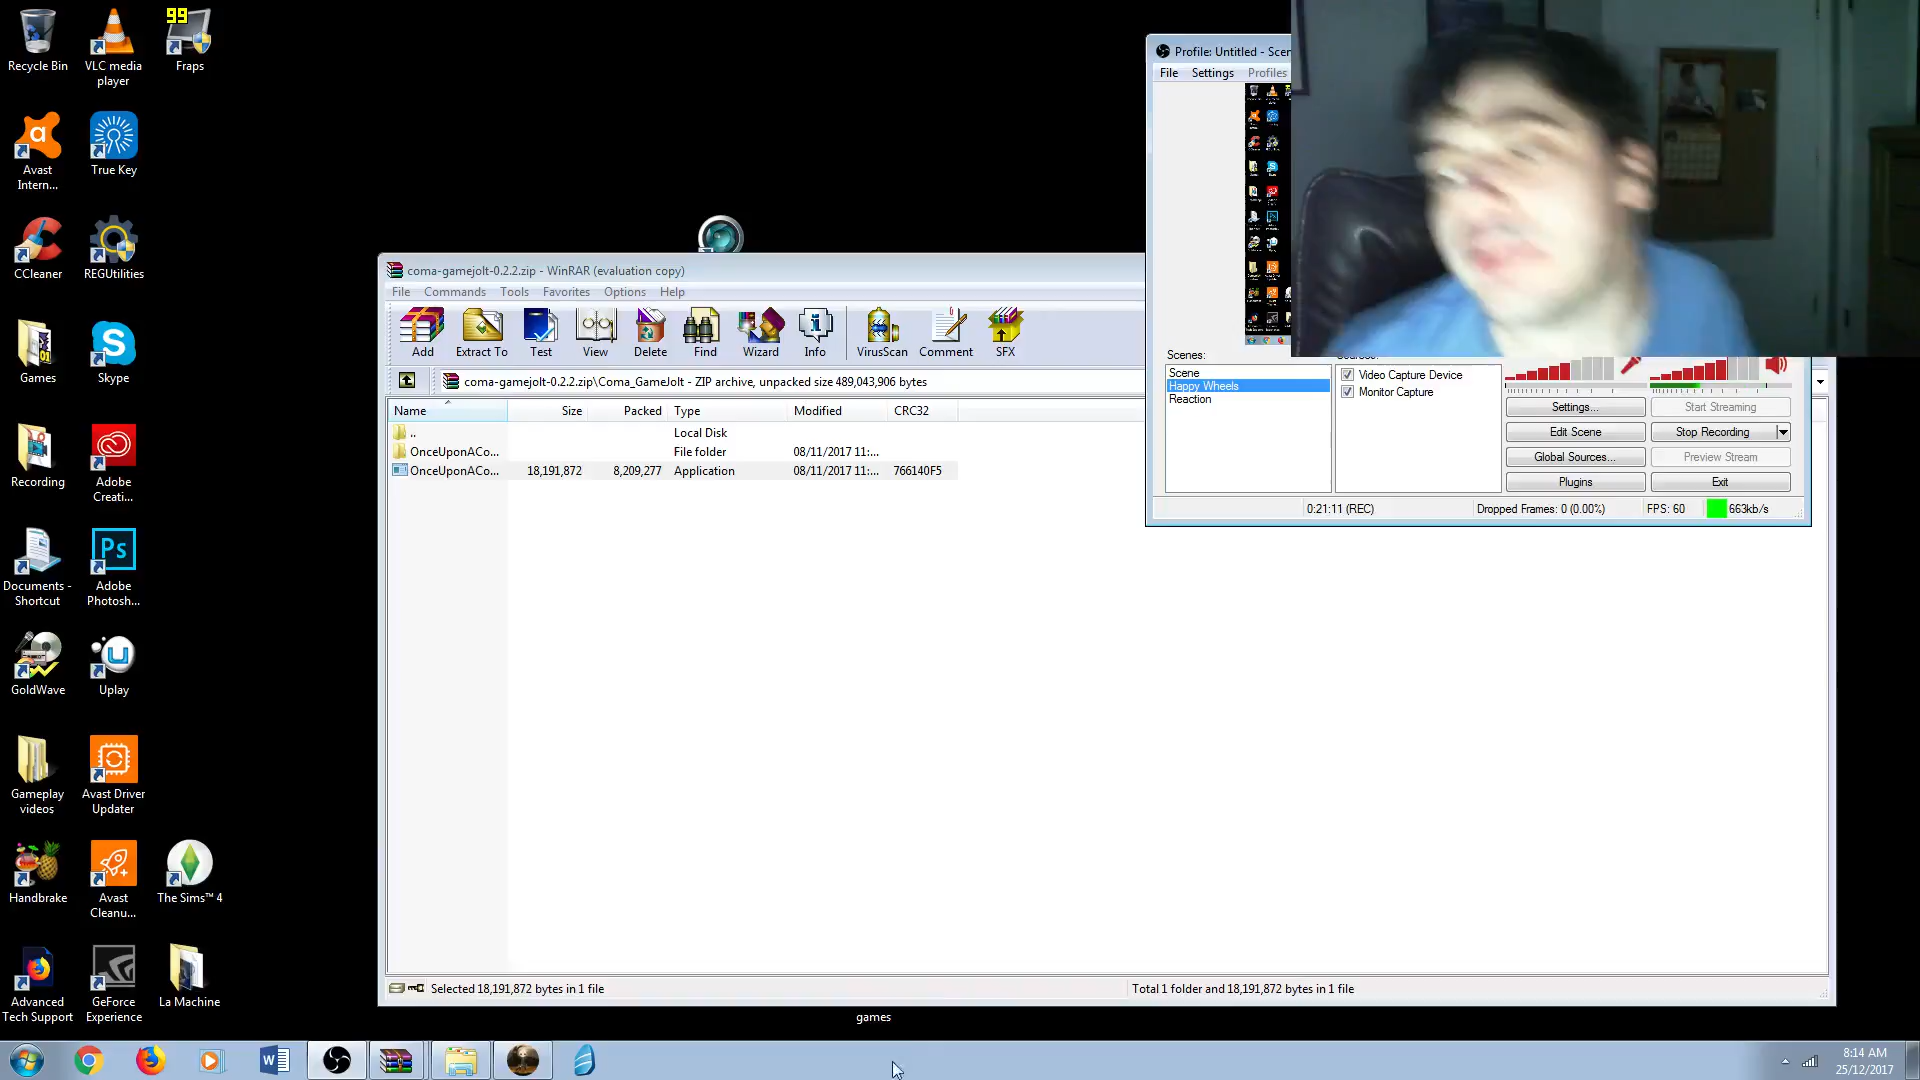 Recycle Bin
VLC media
player
99
Fraps
Avast
Intern...
True Key
CCleaner
REGUtilities
Games
Skype
Recording
Adobe
Creati...
Documents -
Shortcut
Ps
Adobe
Photosh...
GoldWave
Uplay
Gameplay
videos
Avast Driver
Updater
Handbrake
Avast
Cleanu...
The Sims™ 4
Advanced
Tech Support
GeForce
Experience
La Machine
games
coma-gamejolt-0.2.2.zip - WinRAR (evaluation copy)
File Commands Tools Favorites Options Help
Add Extract To Test View Delete Find Wizard Info VirusScan Comment SFX
coma-gamejolt-0.2.2.zip\Coma_GameJolt - ZIP archive, unpacked size 489,043,906 bytes
Name Size Packed Type Modified CRC32
.. Local Disk
OnceUponACo... File folder 08/11/2017 11:...
OnceUponACo... 18,191,872 8,209,277 Application 08/11/2017 11:... 766140F5
Selected 18,191,872 bytes in 1 file
Total 1 folder and 18,191,872 bytes in 1 file
Profile: Untitled - Scen
File Settings Profiles
Scenes:
Scene
Happy Wheels
Reaction
Video Capture Device
Monitor Capture
Settings... Start Streaming
Edit Scene Stop Recording
Global Sources... Preview Stream
Plugins Exit
0:21:11 (REC) Dropped Frames: 0 (0.00%) FPS: 60 663kb/s
8:14 AM
25/12/2017